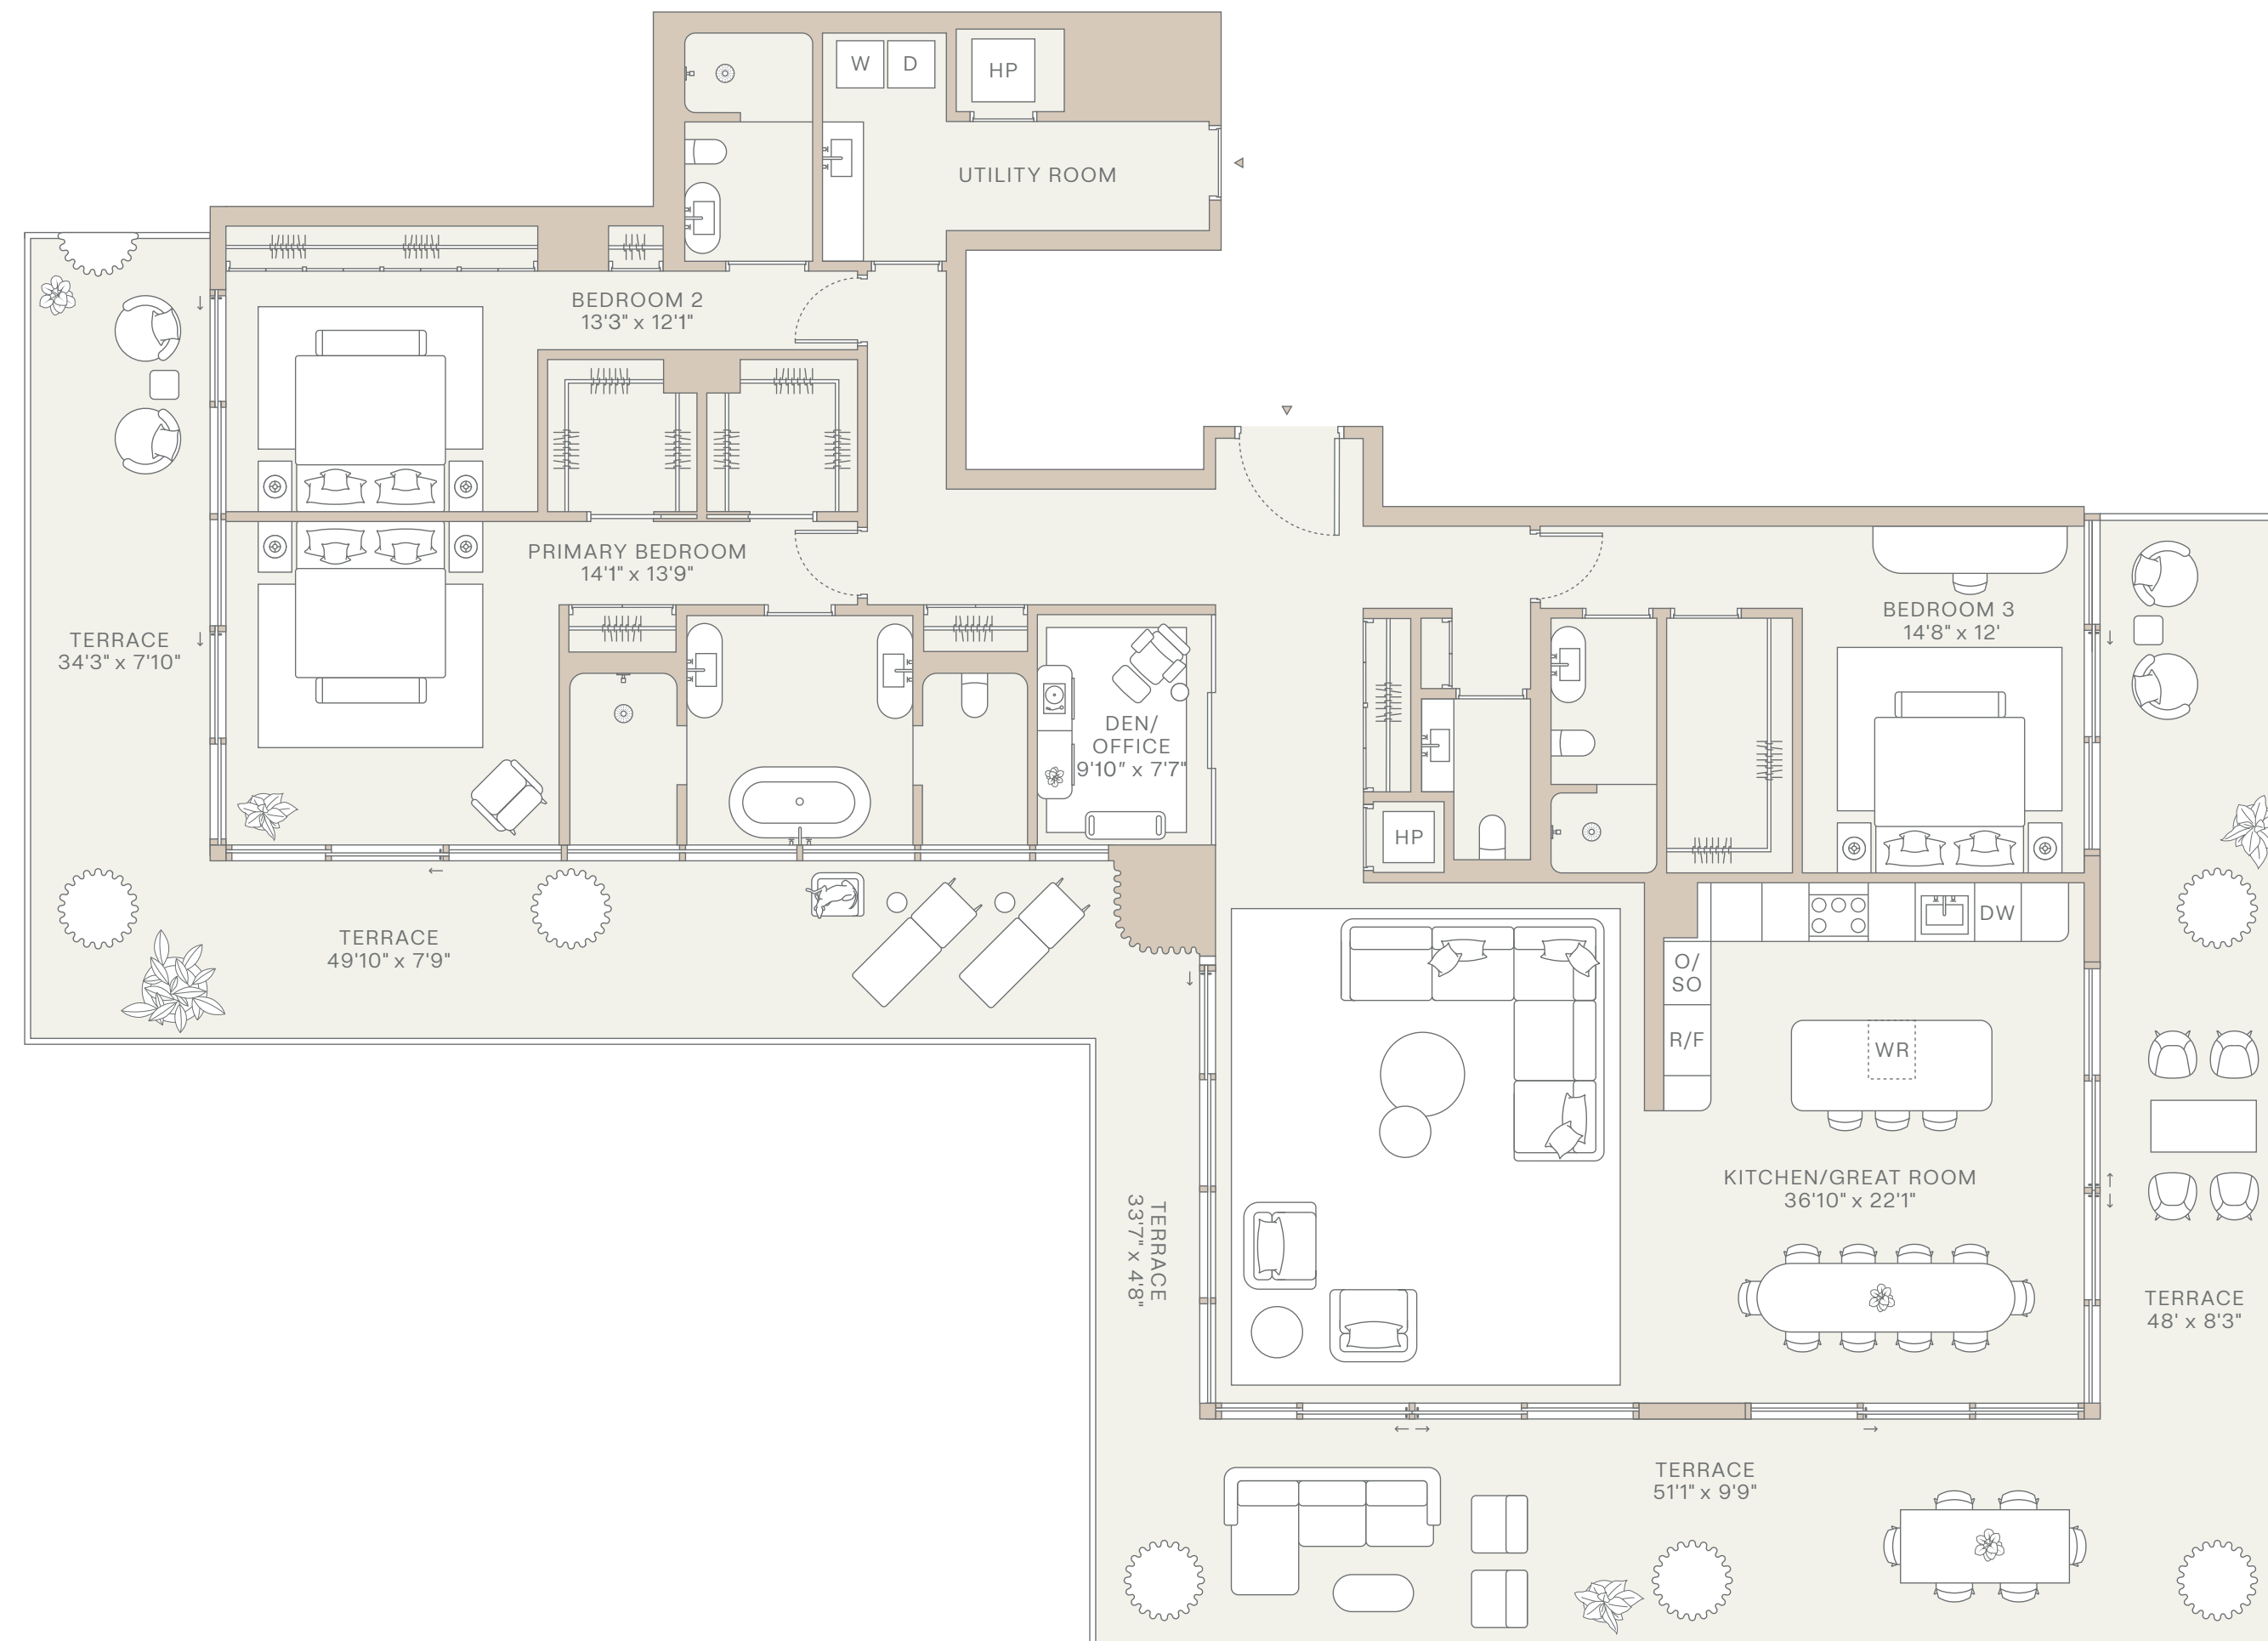 W
D
HP
UTILITY ROOM
BEDROOM 2
13'3" x 12'1"
PRIMARY BEDROOM
14'1" x 13'9"
BEDROOM 3
14'8" x 12'
TERRACE
34'3" x 7'10"
DEN/
OFFICE
9'10" x 7'7"
HP
DW
TERRACE
49'10" x 7'9"
O/
SO
R/F
WR
KITCHEN/GREAT ROOM
36'10" x 22'1"
TERRACE
33'7" x 4'8"
TERRACE
48' x 8'3"
TERRACE
51'1" x 9'9"